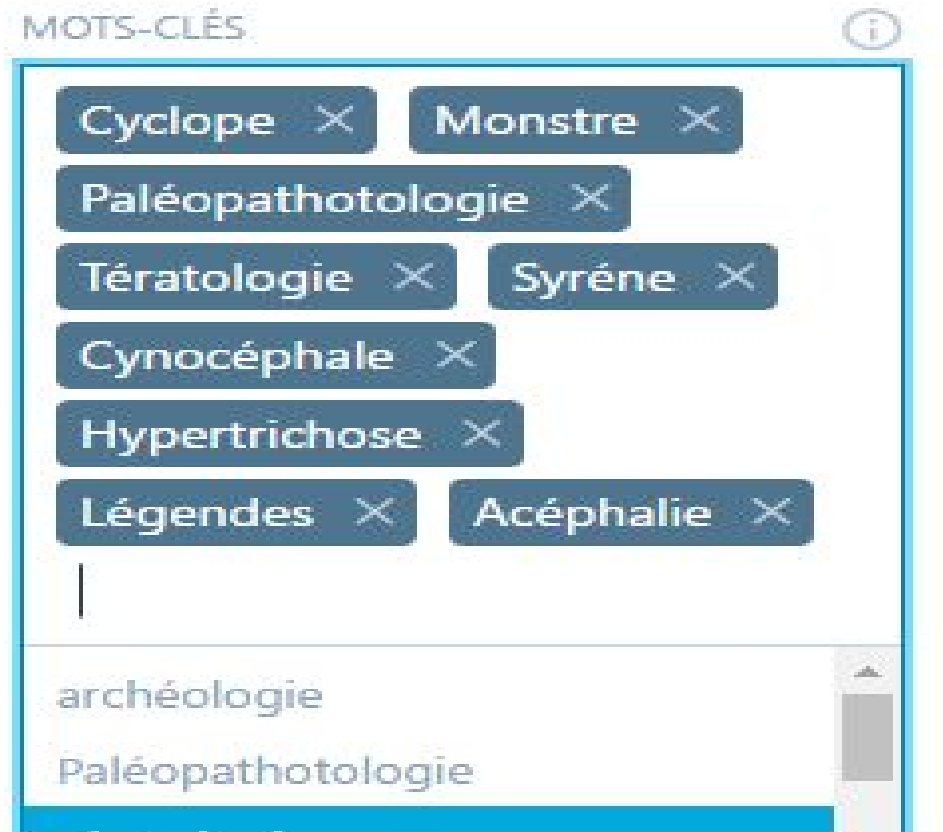 MOTS-CLÉS
Cyclope Monstre
Paléopathotologie
Tératologie Syréne
Cynocéphale
Hypertrichose
Légendes Acéphalie
archéologie
Paléopathotologie